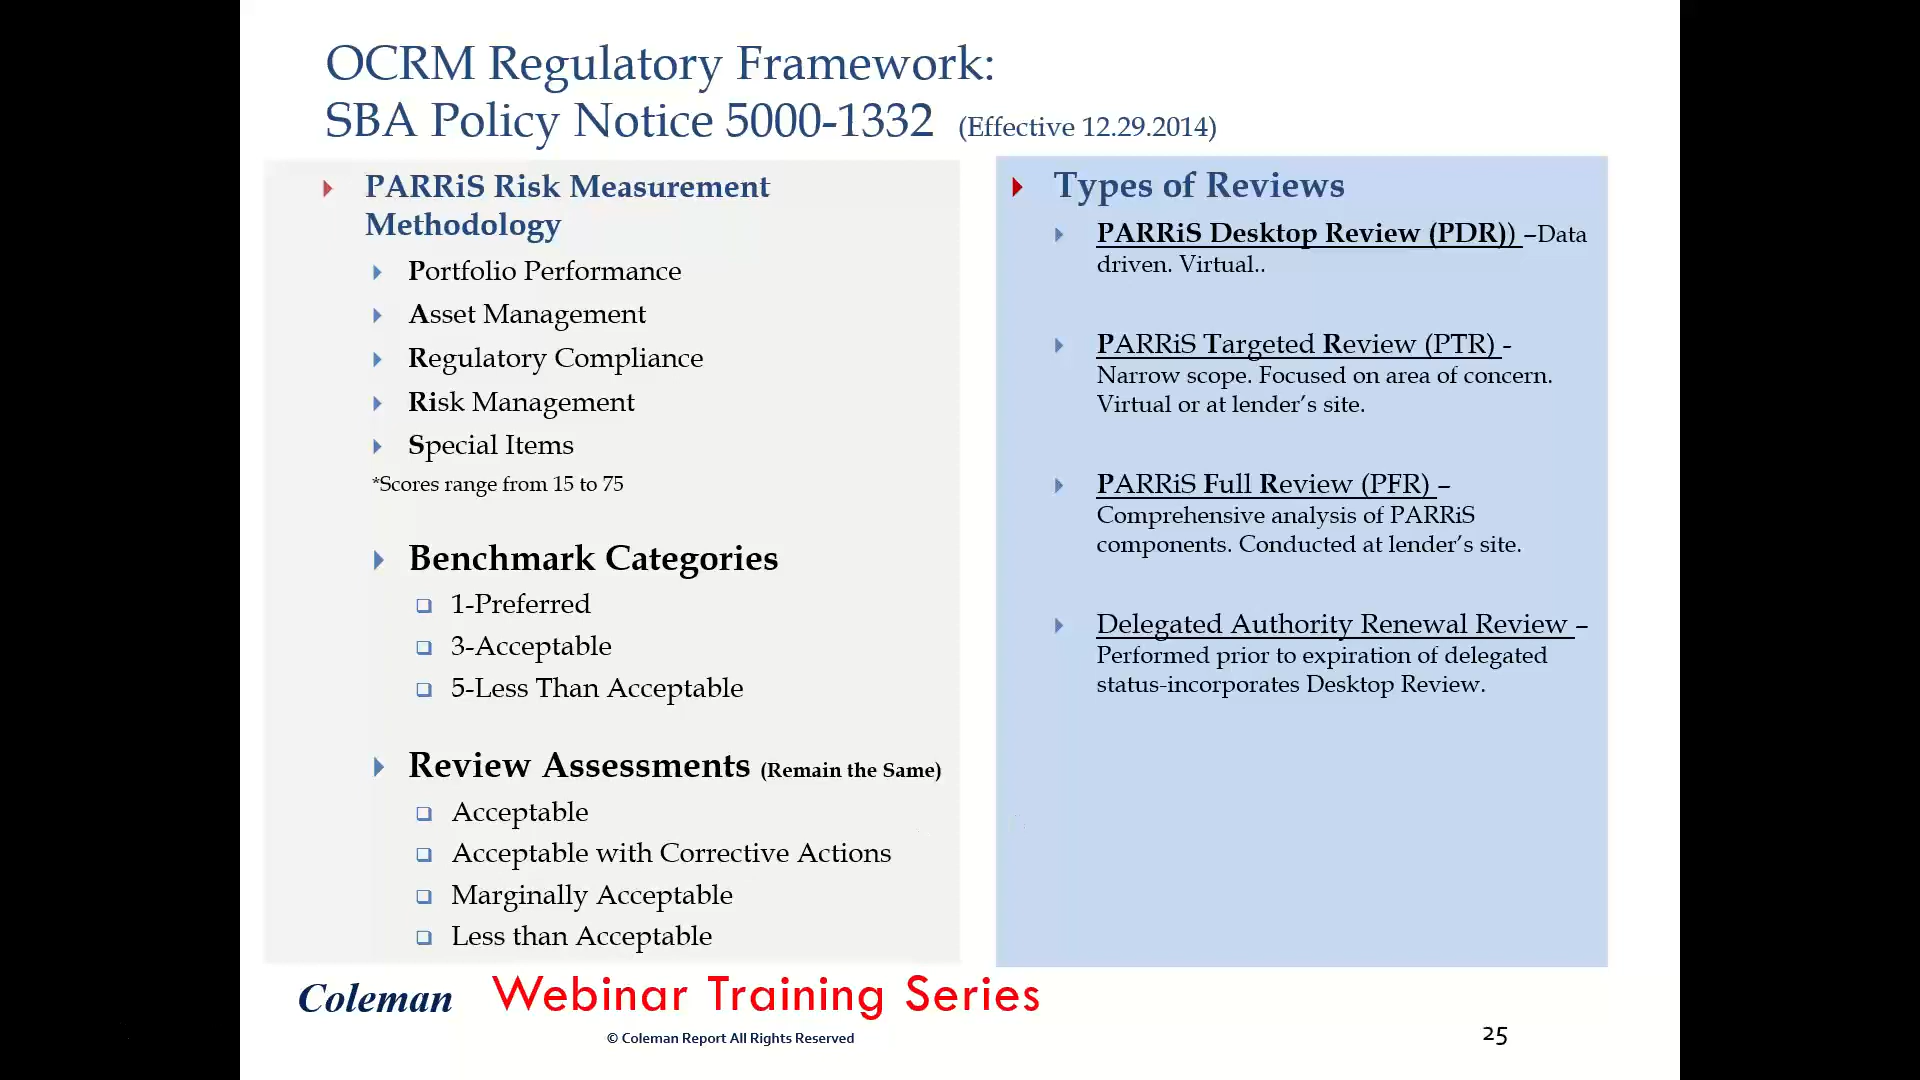 OCRM Regulatory Framework:
SBA Policy Notice 5000-1332 (Effective 12.29.2014)
PARRiS Risk Measurement
Methodology
Portfolio Performance
Asset Management
Regulatory Compliance
Risk Management
Special Items
*Scores range from 15 to 75
Benchmark Categories
1-Preferred
3-Acceptable
5-Less Than Acceptable
Review Assessments (Remain the Same)
Acceptable
Acceptable with Corrective Actions
Marginally Acceptable
Less than Acceptable
Types of Reviews
PARRiS Desktop Review (PDR)) –Data
driven. Virtual..
PARRiS Targeted Review (PTR) -
Narrow scope. Focused on area of concern.
Virtual or at lender’s site.
PARRiS Full Review (PFR) –
Comprehensive analysis of PARRiS
components. Conducted at lender’s site.
Delegated Authority Renewal Review –
Performed prior to expiration of delegated
status-incorporates Desktop Review.
Coleman Webinar Training Series
© Coleman Report All Rights Reserved
25